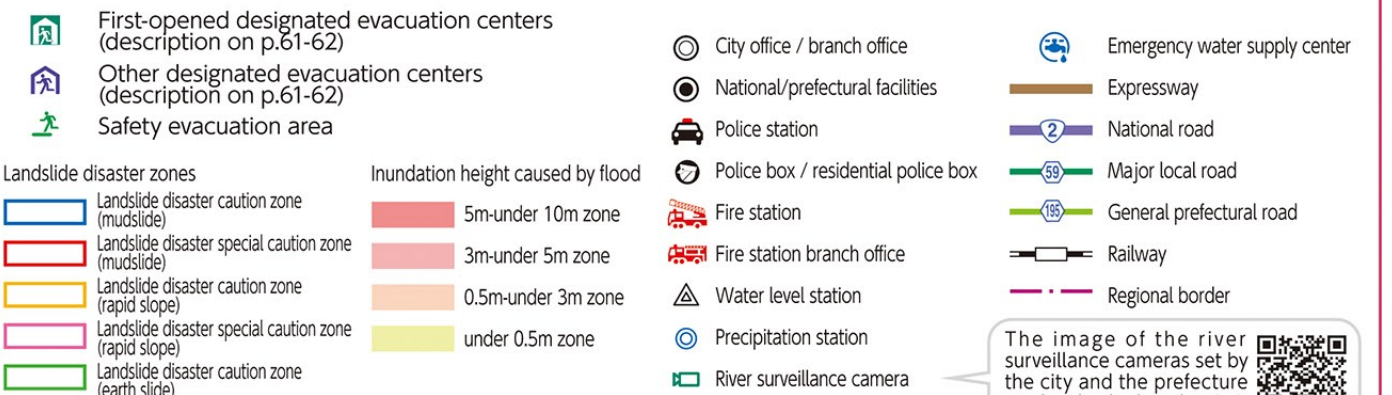 First-opened designated evacuation centers
(description on p.61-62)
Other designated evacuation centers
(description on p.61-62)
Safety evacuation area
Landslide disaster zones
Landslide disaster caution zone
(mudslide)
Landslide disaster special caution zone
(mudslide)
Landslide disaster caution zone
(rapid slope)
Landslide disaster special caution zone
(rapid slope)
Landslide disaster caution zone
(earth slide)
Inundation height caused by flood
5m-under 10m zone
3m-under 5m zone
0.5m-under 3m zone
under 0.5m zone
City office / branch office
National/prefectural facilities
Police station
Police box / residential police box
Fire station
Fire station branch office
Water level station
Precipitation station
River surveillance camera
Emergency water supply center
Expressway
2
National road
59
Major local road
195
General prefectural road
Railway
Regional border
The image of the river
surveillance cameras set by
the city and the prefecture